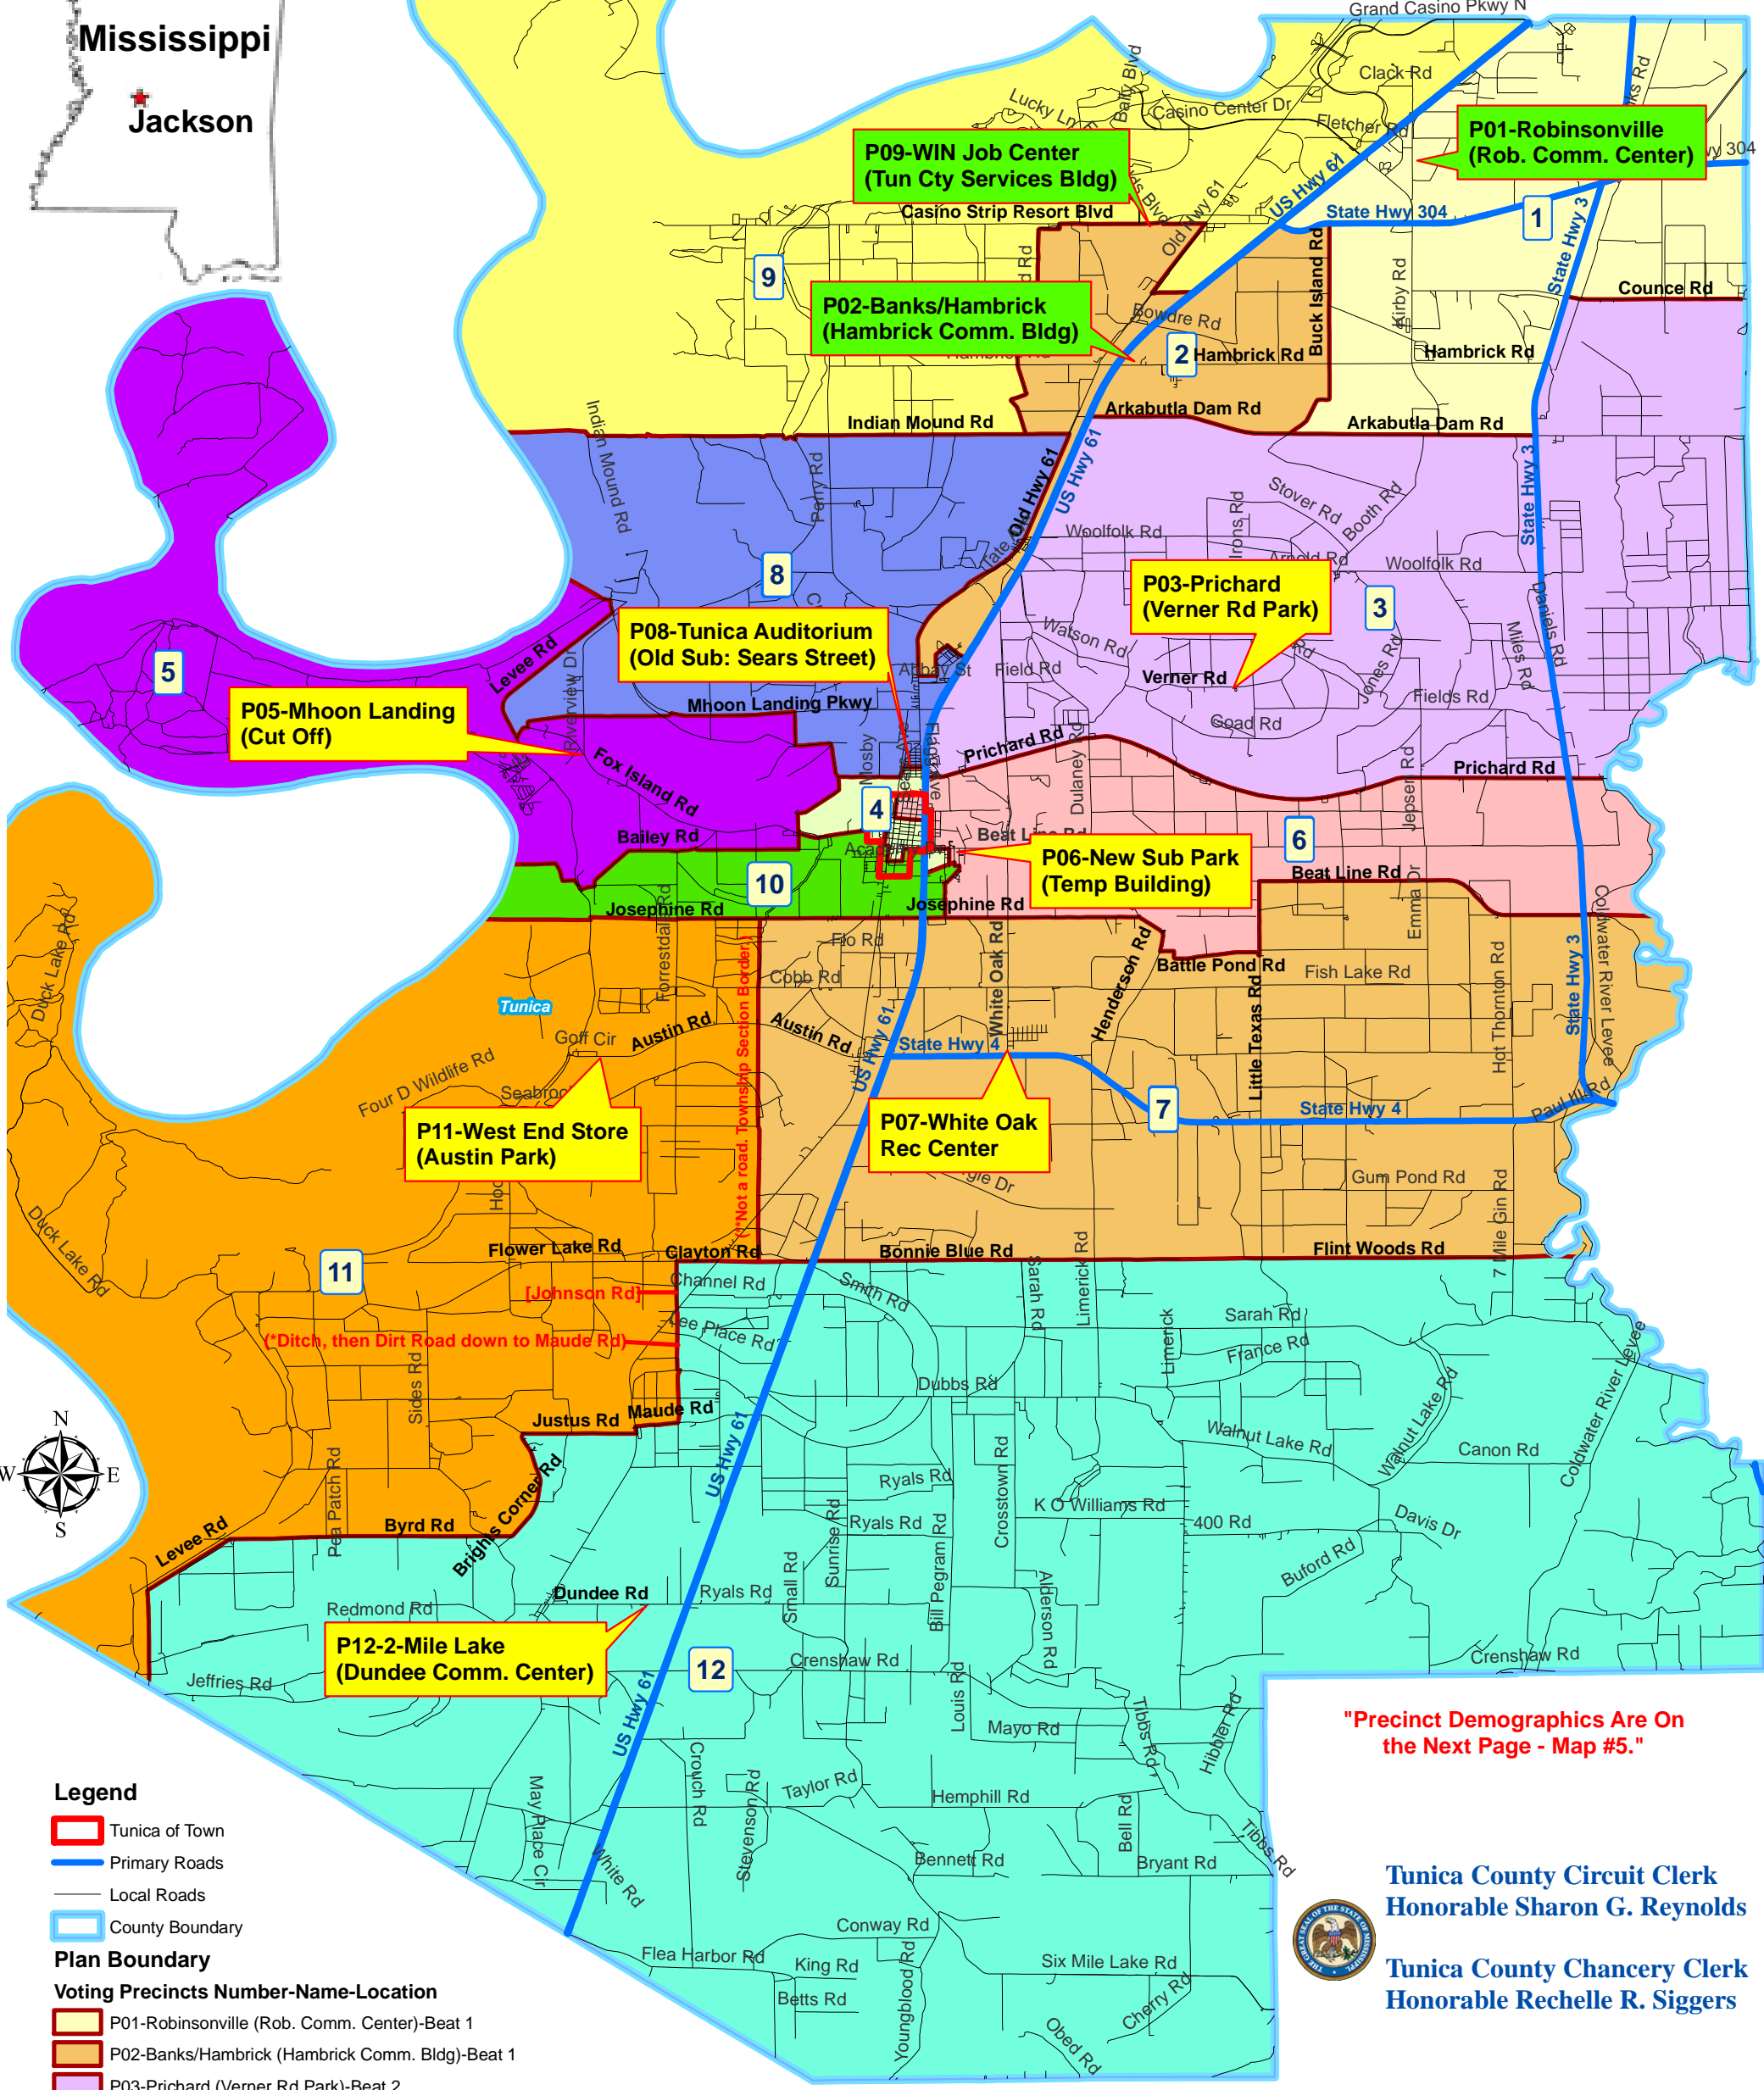 Mississippi
Jackson
Grand Casino Pkwy N
Clack Rd
Bally Blvd
Lucky Ln
Casino Center Dr
Fletcher Rd
P01-Robinsonville
(Rob. Comm. Center)
P09-WIN Job Center
(Tun Cty Services Bldg)
Casino Strip Resort Blvd
Old Hwy 61
US Hwy 61
State Hwy 304
1
State Hwy 3
9
P02-Banks/Hambrick
(Hambrick Comm. Bldg)
Bowdre Rd
2
Hambrick Rd
Buck Island Rd
Kirby Rd
Hambrick Rd
Counce Rd
Indian Mound Rd
Arkabutla Dam Rd
Arkabutla Dam Rd
Indian Mound Rd
Perry Rd
Old Hwy 61
US Hwy 61
State Hwy 3
Stover Rd
Booth Rd
Irons Rd
Woolfolk Rd
Arnold Rd
Woolfolk Rd
8
P03-Prichard
(Verner Rd Park)
3
Daniels Rd
Miles Rd
P08-Tunica Auditorium
(Old Sub: Sears Street)
Watson Rd
Abbay St
Field Rd
Verner Rd
Jones Rd
Fields Rd
Goad Rd
5
Levee Rd
Riverview Dr
Mhoon Landing Pkwy
P05-Mhoon Landing
(Cut Off)
Fox Island Rd
Mosby
Prichard Rd
Dulaney Rd
Jepsen Rd
Prichard Rd
4
Bailey Rd
Beat Line Rd
6
P06-New Sub Park
(Temp Building)
10
Beat Line Rd
Emma Dr
Josephine Rd
Josephine Rd
Forrestdale Rd
Flo Rd
Cobb Rd
White Oak Rd
Henderson Rd
Battle Pond Rd
Fish Lake Rd
Little Texas Rd
Hot Thornton Rd
State Hwy 3
Coldwater River Levee
Duck Lake Rd
Tunica
Goff Cir
Austin Rd
Austin Rd
US Hwy 61
State Hwy 4
(*Not a road. Township Section Border.)
Four D Wildlife Rd
P11-West End Store
(Austin Park)
P07-White Oak
Rec Center
7
State Hwy 4
Paul Ill Rd
Gum Pond Rd
7 Mile Gin Rd
Duck Lake Rd
11
Flower Lake Rd
Clayton Rd
Bonnie Blue Rd
Flint Woods Rd
[Johnson Rd]
Channel Rd
Smith Rd
Sarah Rd
Limerick Rd
Limerick
Sarah Rd
(*Ditch, then Dirt Road down to Maude Rd)
Lee Place Rd
France Rd
Sides Rd
Dubbs Rd
Walnut Lake Rd
Coldwater River Levee
Justus Rd
Maude Rd
US Hwy 61
Walnut Lake Rd
Canon Rd
N
W
E
S
Pea Patch Rd
Brights Corner Rd
Ryals Rd
Crosstown Rd
K O Williams Rd
Levee Rd
Byrd Rd
Ryals Rd
Sunrise Rd
400 Rd
Davis Dr
Buford Rd
Dundee Rd
Ryals Rd
Small Rd
Bill Pegram Rd
Alderson Rd
Redmond Rd
P12-2-Mile Lake
(Dundee Comm. Center)
12
Crenshaw Rd
Crenshaw Rd
Jeffries Rd
US Hwy 61
Louis Rd
Mayo Rd
Tibbs Rd
Hibbler Rd
"Precinct Demographics Are On
the Next Page - Map #5."
May Place Cir
Crouch Rd
Stevenson Rd
Taylor Rd
Hemphill Rd
Bell Rd
Tibbs Rd
White Rd
Bennett Rd
Bryant Rd
Conway Rd
Flea Harbor Rd
King Rd
Betts Rd
Youngblood Rd
Six Mile Lake Rd
Cherry Rd
Obed Rd
Legend
Tunica of Town
Primary Roads
Local Roads
County Boundary
Plan Boundary
Voting Precincts Number-Name-Location
P01-Robinsonville (Rob. Comm. Center)-Beat 1
P02-Banks/Hambrick (Hambrick Comm. Bldg)-Beat 1
P03-Prichard (Verner Rd Park)-Beat 2
THE GREAT SEAL OF THE STATE OF MISSISSIPPI
Tunica County Circuit Clerk
Honorable Sharon G. Reynolds
Tunica County Chancery Clerk
Honorable Rechelle R. Siggers